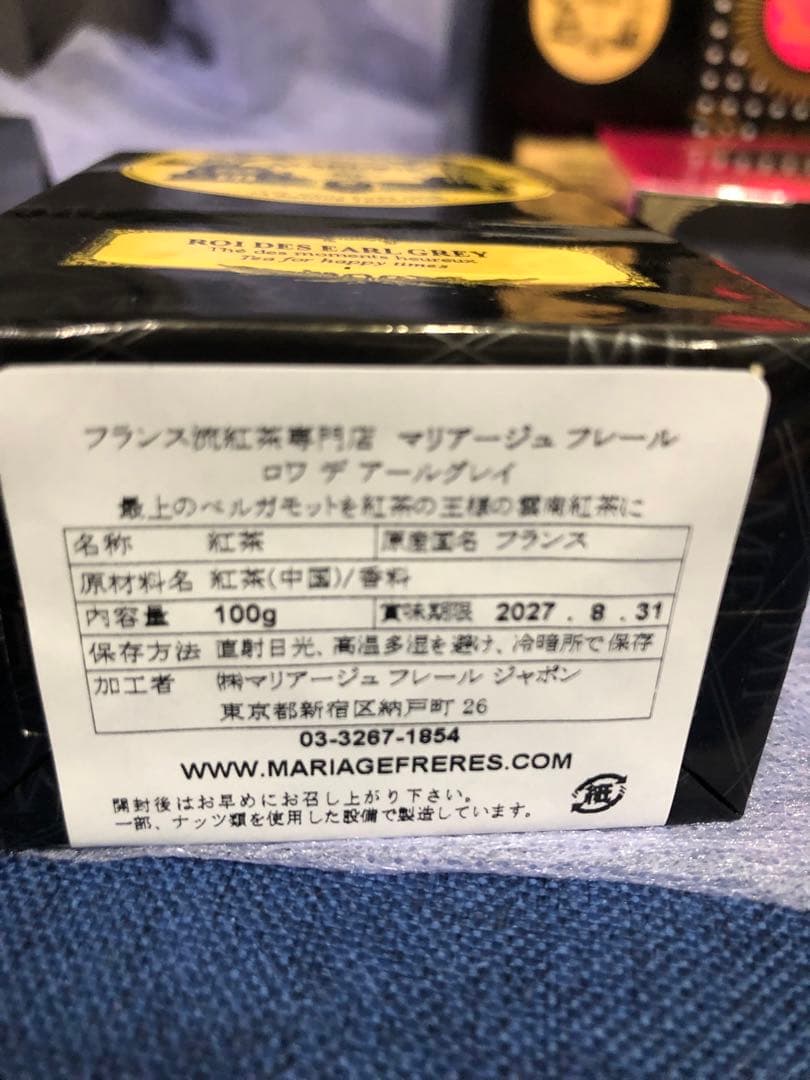 ROI DES EARL GREY
Thé des moments heureux
Tea for happy times
フランス流紅茶専門店 マリアージュ フレール
ロワ デ アールグレイ
最上のベルガモットを紅茶の王様の雲南紅茶に
名称 紅茶 原産国名 フランス
原材料名 紅茶(中国)/香料
内容量 100g 賞味期限 2027 . 8 . 31
保存方法 直射日光、高温多湿を避け、冷暗所で保存
加工者 ㈱マリアージュ フレール ジャポン
東京都新宿区納戸町 26
03-3267-1854
WWW.MARIAGEFRERES.COM
開封後はお早めにお召し上がり下さい。
一部、ナッツ類を使用した設備で製造しています。
紙